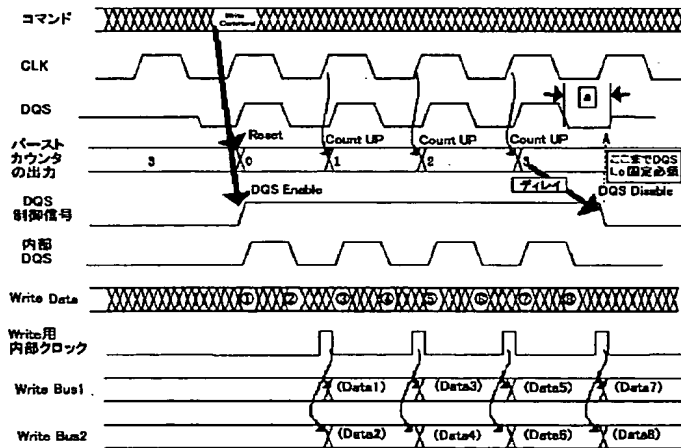 コマンド
Write Command
CLK
DQS
a
バースト
カウンタ
の出力
3
Reset
0
Count UP
1
Count UP
2
Count UP
3
A
ここまでDQS
Lo固定必須
ディレイ
DQS
制御信号
DQS Enable
DQS Disable
内部
DQS
Write Data
① ② ③ ④ ⑤ ⑥ ⑦ ⑧
Write用
内部クロック
Write Bus1
(Data1) (Data3) (Data5) (Data7)
Write Bus2
(Data2) (Data4) (Data6) (Data8)